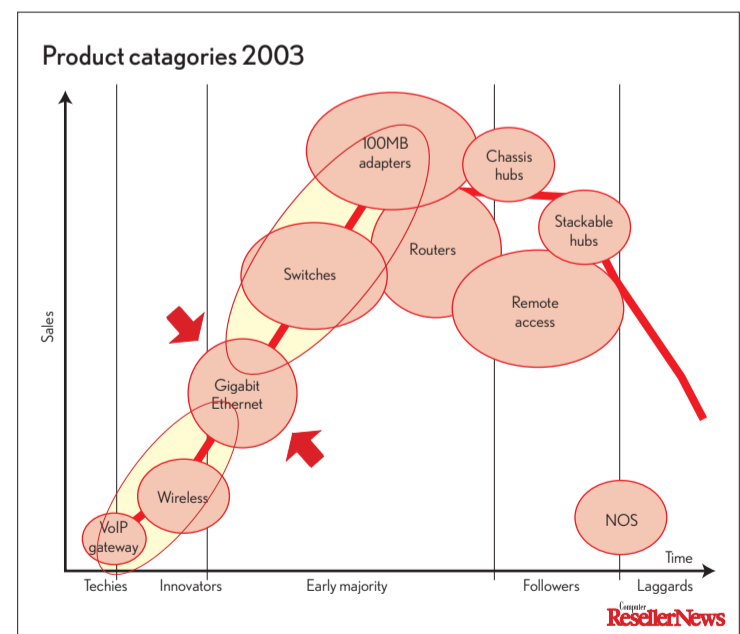 Product catagories 2003
100MB
adapters
Chassis
hubs
Stackable
hubs
Routers
Switches
Remote
access
Sales
Gigabit
Ethernet
Wireless
VoIP
gateway
NOS
Time
Techies
Innovators
Early majority
Followers
Laggards
Computer
ResellerNews